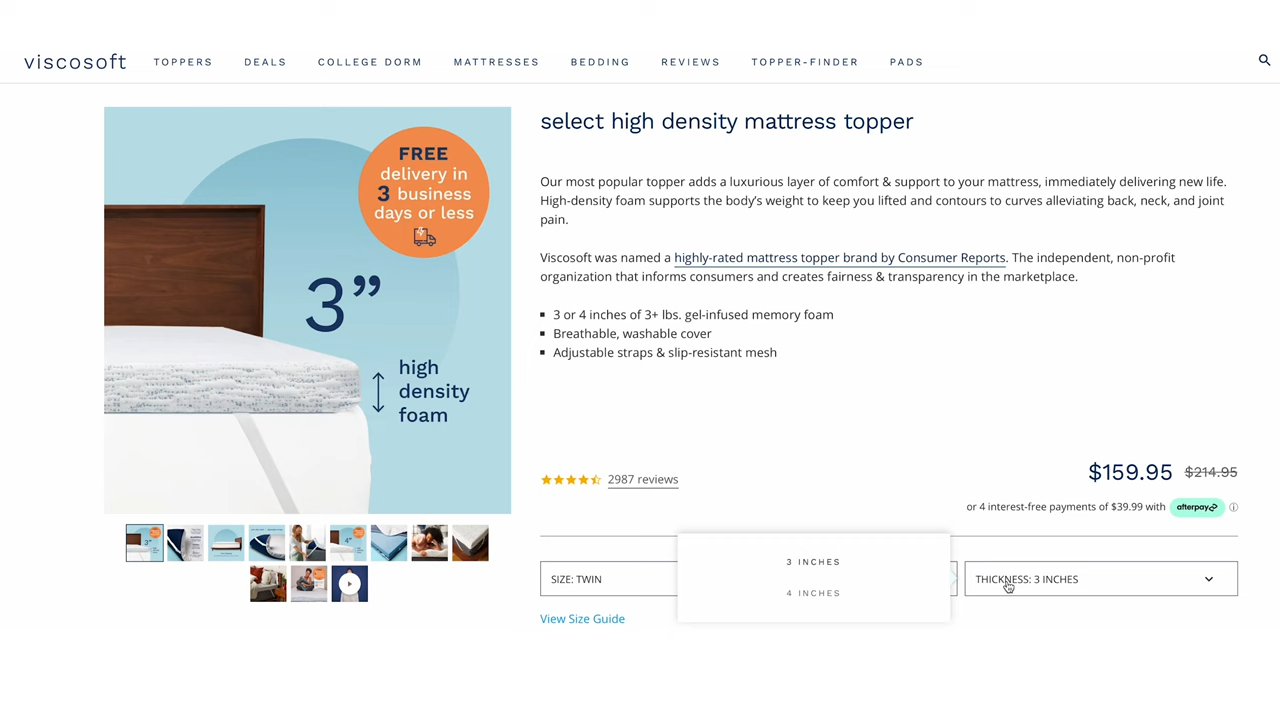 viscosoft
TOPPERS
DEALS
COLLEGE DORM
MATTRESSES
BEDDING
REVIEWS
TOPPER-FINDER
PADS
FREE
delivery in
3 business
days or less
3”
high
density
foam
select high density mattress topper
Our most popular topper adds a luxurious layer of comfort & support to your mattress, immediately delivering new life.
High-density foam supports the body’s weight to keep you lifted and contours to curves alleviating back, neck, and joint
pain.
Viscosoft was named a highly-rated mattress topper brand by Consumer Reports. The independent, non-profit
organization that informs consumers and creates fairness & transparency in the marketplace.
3 or 4 inches of 3+ lbs. gel-infused memory foam
Breathable, washable cover
Adjustable straps & slip-resistant mesh
2987 reviews
$159.95 $214.95
or 4 interest-free payments of $39.99 with afterpay
SIZE: TWIN
3 INCHES
4 INCHES
THICKNESS: 3 INCHES
View Size Guide